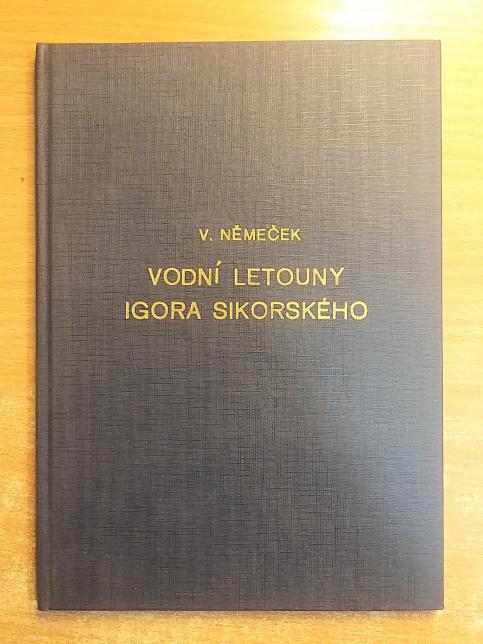 V. NĚMEČEK
VODNÍ LETOUNY
IGORA SIKORSKÉHO